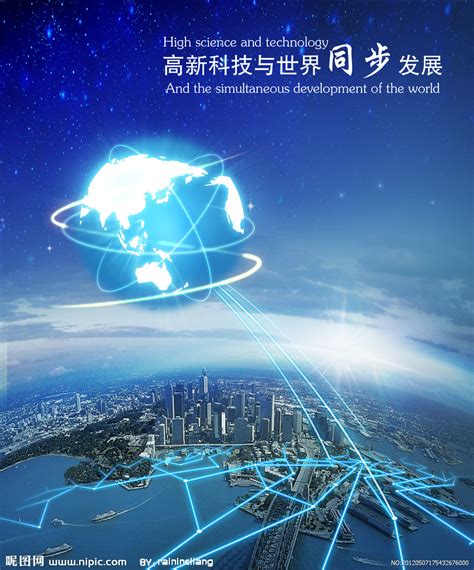 High science and technology
高新科技与世界同步发展
And the simultaneous development of the world
昵图网 www.nipic.com BY: raininsliang NO:20120507175432676000